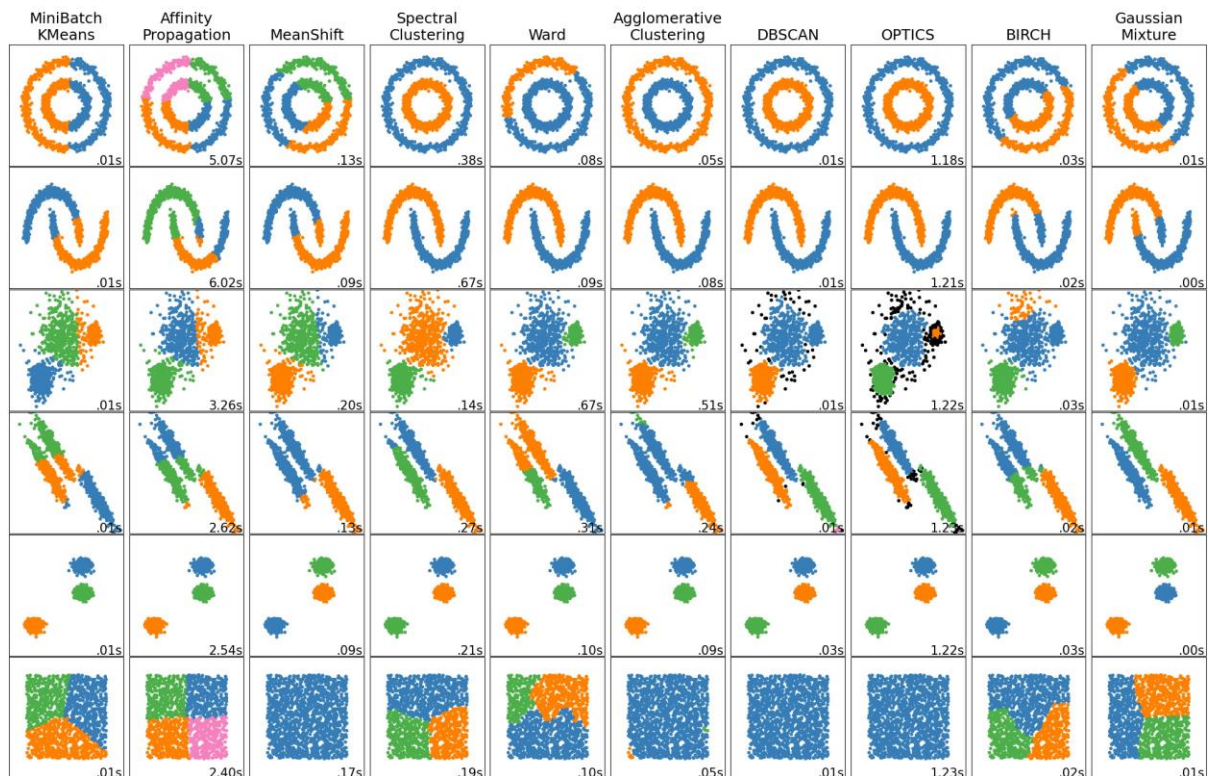 MiniBatch
KMeans
Affinity
Propagation
MeanShift
Spectral
Clustering
Ward
Agglomerative
Clustering
DBSCAN
OPTICS
BIRCH
Gaussian
Mixture
.01s 5.07s .13s .38s .08s .05s .01s 1.18s .03s .01s
.01s 6.02s .09s .67s .09s .08s .01s 1.21s .02s .00s
.01s 3.26s .20s .14s .67s .51s .01s 1.22s .03s .01s
.01s 2.62s .13s .27s .31s .24s .01s 1.23s .02s .01s
.01s 2.54s .09s .21s .10s .09s .03s 1.22s .03s .00s
.01s 2.40s .17s .19s .10s .05s .01s 1.23s .02s .01s